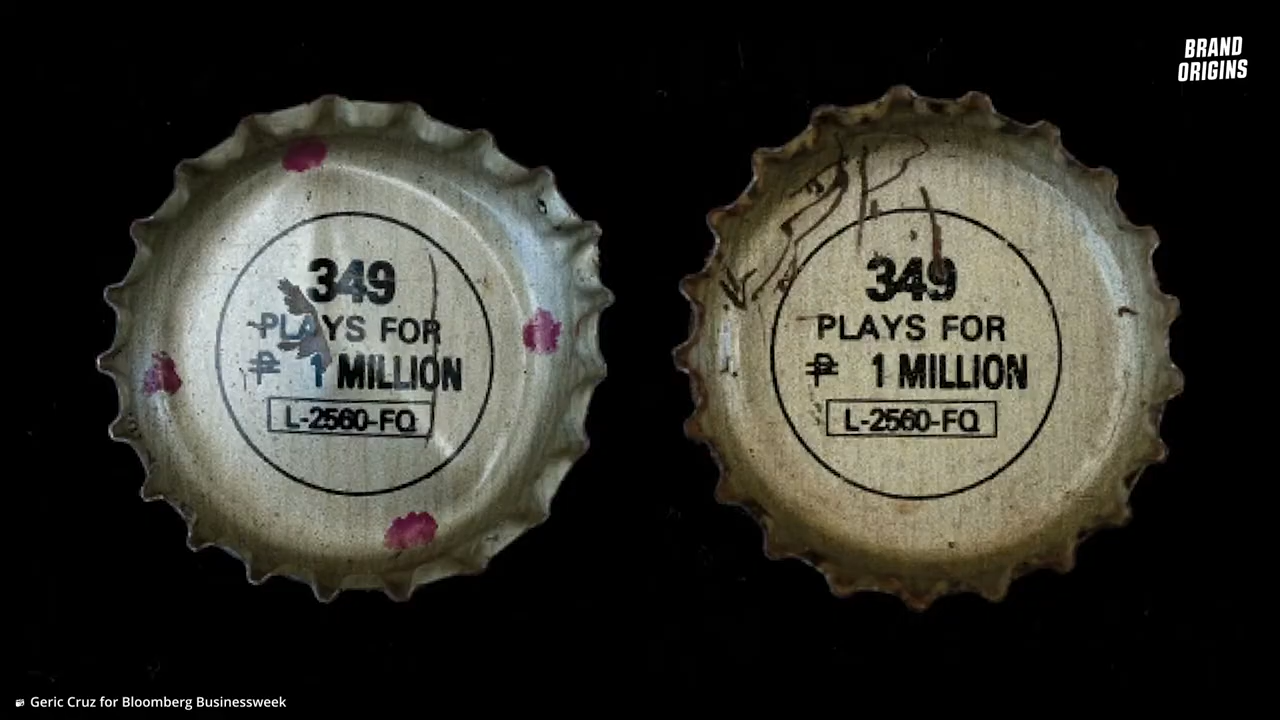 BRAND
ORIGINS
349
PLAYS FOR
₱ 1 MILLION
L-2560-FQ
349
PLAYS FOR
₱ 1 MILLION
L-2560-FQ
Geric Cruz for Bloomberg Businessweek